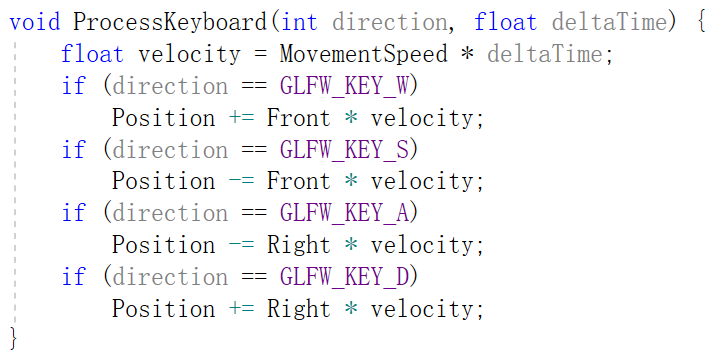 void ProcessKeyboard(int direction, float deltaTime) {
    float velocity = MovementSpeed * deltaTime;
    if (direction == GLFW_KEY_W)
        Position += Front * velocity;
    if (direction == GLFW_KEY_S)
        Position -= Front * velocity;
    if (direction == GLFW_KEY_A)
        Position -= Right * velocity;
    if (direction == GLFW_KEY_D)
        Position += Right * velocity;
}